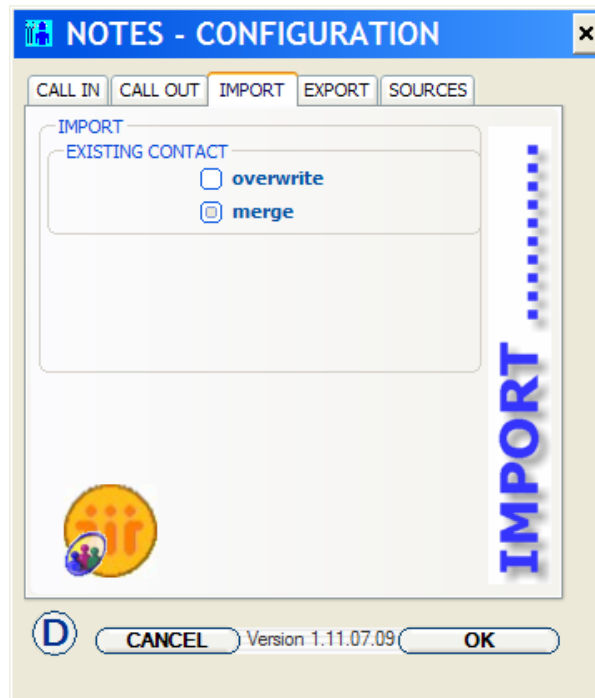 NOTES - CONFIGURATION
CALL IN CALL OUT IMPORT EXPORT SOURCES
IMPORT
EXISTING CONTACT
overwrite
merge
IMPORT ..........
D CANCEL Version 1.11.07.09 OK